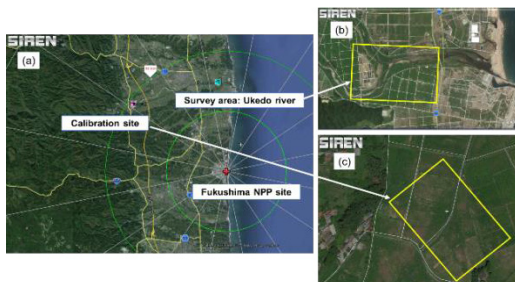 SIREN
(a)
Survey area: Ukedo river
Calibration site
Fukushima NPP site
SIREN
(b)
SIREN
(c)